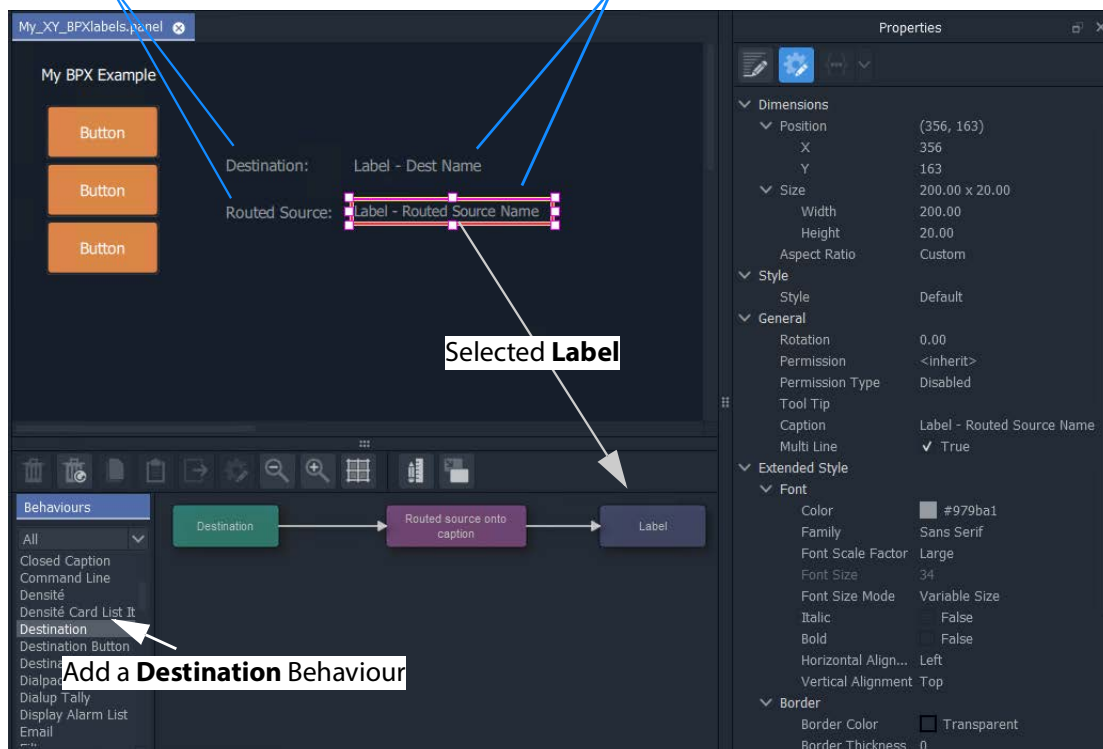 My_XY_BPXlabels.panel
My BPX Example
Button
Button
Button
Destination:
Label - Dest Name
Routed Source:
Label - Routed Source Name
Selected Label
Behaviours
All
Closed Caption
Command Line
Densité
Densité Card List It
Destination
Destination Button
Dialup Tally
Display Alarm List
Email
Add a Destination Behaviour
Destination
Routed source onto
caption
Label
Properties
Dimensions
Position (356, 163)
X 356
Y 163
Size 200.00 x 20.00
Width 200.00
Height 20.00
Aspect Ratio Custom
Style
Style Default
General
Rotation 0.00
Permission <inherit>
Permission Type Disabled
Tool Tip
Caption Label - Routed Source Name
Multi Line ✓ True
Extended Style
Font
Color #979ba1
Family Sans Serif
Font Scale Factor Large
Font Size 34
Font Size Mode Variable Size
Italic False
Bold False
Horizontal Align... Left
Vertical Alignment Top
Border
Border Color Transparent
Border Thickness 0